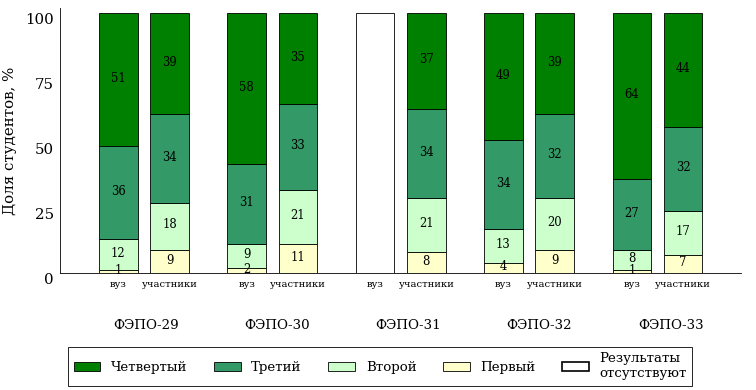 Доля студентов, %
100
75
50
25
0
51 39 58 35 37 49 39 64 44
36 34 31 33 34 34 32 27 32
12 18 9 21 21 13 20 8 17
1 9 2 11 8 4 9 1 7
вуз участники вуз участники вуз участники вуз участники вуз участники
ФЭПО-29 ФЭПО-30 ФЭПО-31 ФЭПО-32 ФЭПО-33
Четвертый Третий Второй Первый Результаты
отсутствуют